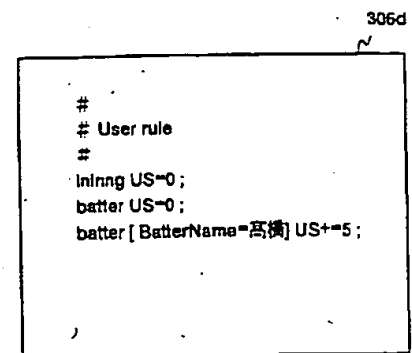 306d
#
# User rule
#
ininng US=0 ;
batter US=0 ;
batter [ BatterName=高橋] US+=5 ;